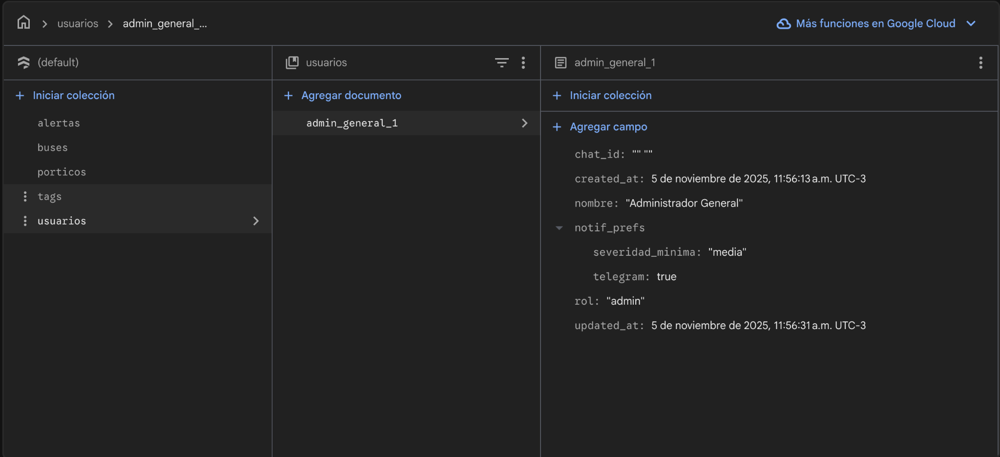 usuarios > admin_general_...
Más funciones en Google Cloud
(default)
+ Iniciar colección
alertas
buses
porticos
tags
usuarios
usuarios
+ Agregar documento
admin_general_1
admin_general_1
+ Iniciar colección
+ Agregar campo
chat_id: "" ""
created_at: 5 de noviembre de 2025, 11:56:13 a.m. UTC-3
nombre: "Administrador General"
notif_prefs
severidad_minima: "media"
telegram: true
rol: "admin"
updated_at: 5 de noviembre de 2025, 11:56:31 a.m. UTC-3